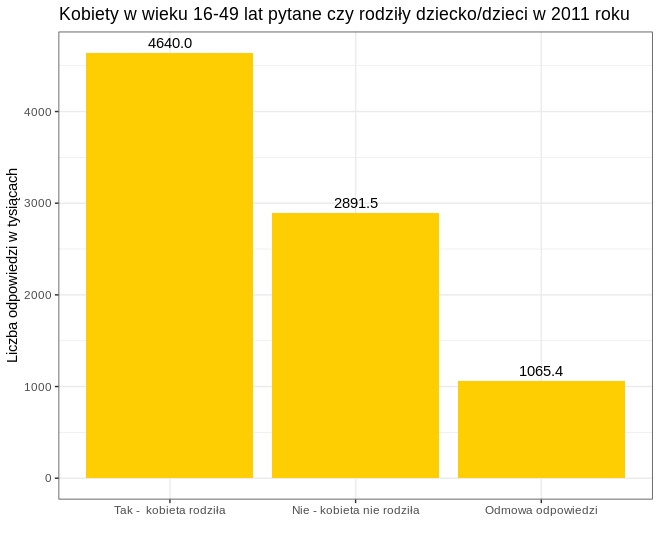 Kobiety w wieku 16-49 lat pytane czy rodziły dziecko/dzieci w 2011 roku
Liczba odpowiedzi w tysiącach
4000
3000
2000
1000
0
4640.0
2891.5
1065.4
Tak -  kobieta rodziła
Nie - kobieta nie rodziła
Odmowa odpowiedzi